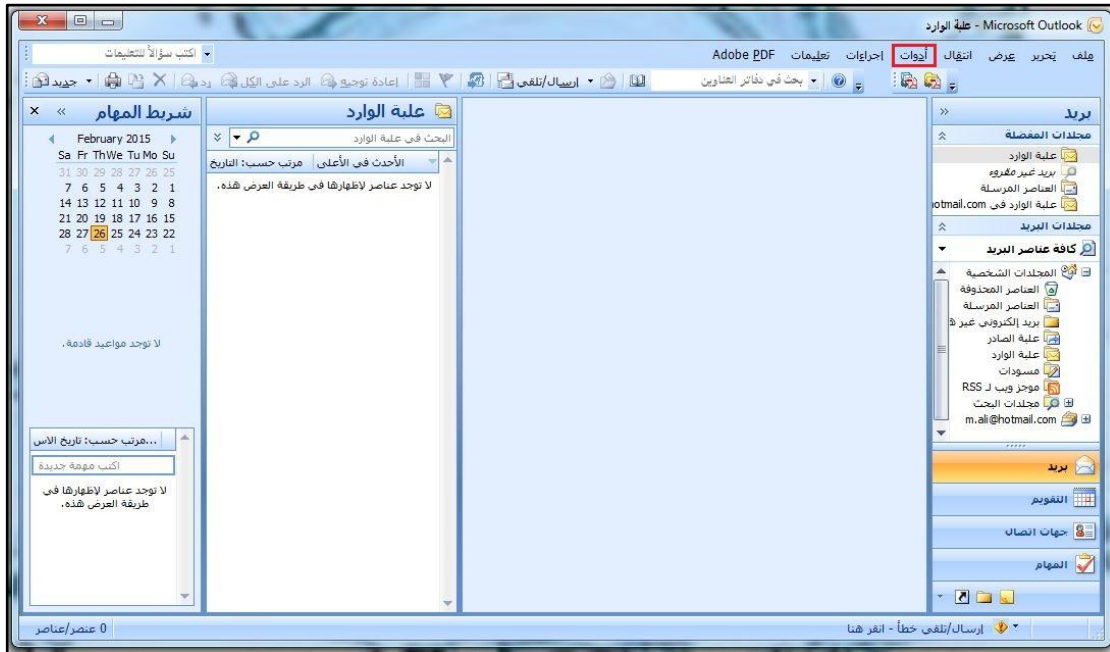 علبة الوارد - Microsoft Outlook
ملف تحرير عرض انتقال أدوات إجراءات تعليمات Adobe PDF
اكتب سؤالاً للتعليمات
بحث في دفاتر العناوين
إرسال/تلقي
إعادة توجيه
الرد على الكل
رد
جديد
بريد
مجلدات المفضلة
علبة الوارد
بريد غير مقروء
العناصر المرسلة
علبة الوارد في otmail.com
مجلدات البريد
كافة عناصر البريد
المجلدات الشخصية
العناصر المحذوفة
العناصر المرسلة
بريد إلكتروني غير ه
علبة الصادر
علبة الوارد
مسودات
موجز ويب لـ RSS
مجلدات البحث
m.ali@hotmail.com
بريد
التقويم
جهات اتصال
المهام
علبة الوارد
البحث في علبة الوارد
مرتب حسب: التاريخ الأحدث في الأعلى
لا توجد عناصر لإظهارها في طريقة العرض هذه.
شريط المهام
February 2015
Sa Fr ThWe TuMo Su
31 30 29 28 27 26 25
7 6 5 4 3 2 1
14 13 12 11 10 9 8
21 20 19 18 17 16 15
28 27 26 25 24 23 22
7 6 5 4 3 2 1
لا توجد مواعيد قادمة.
مرتب حسب: تاريخ الاس...
اكتب مهمة جديدة
لا توجد عناصر لإظهارها في
طريقة العرض هذه.
إرسال/تلقي خطأ - انقر هنا
0 عنصر/عناصر